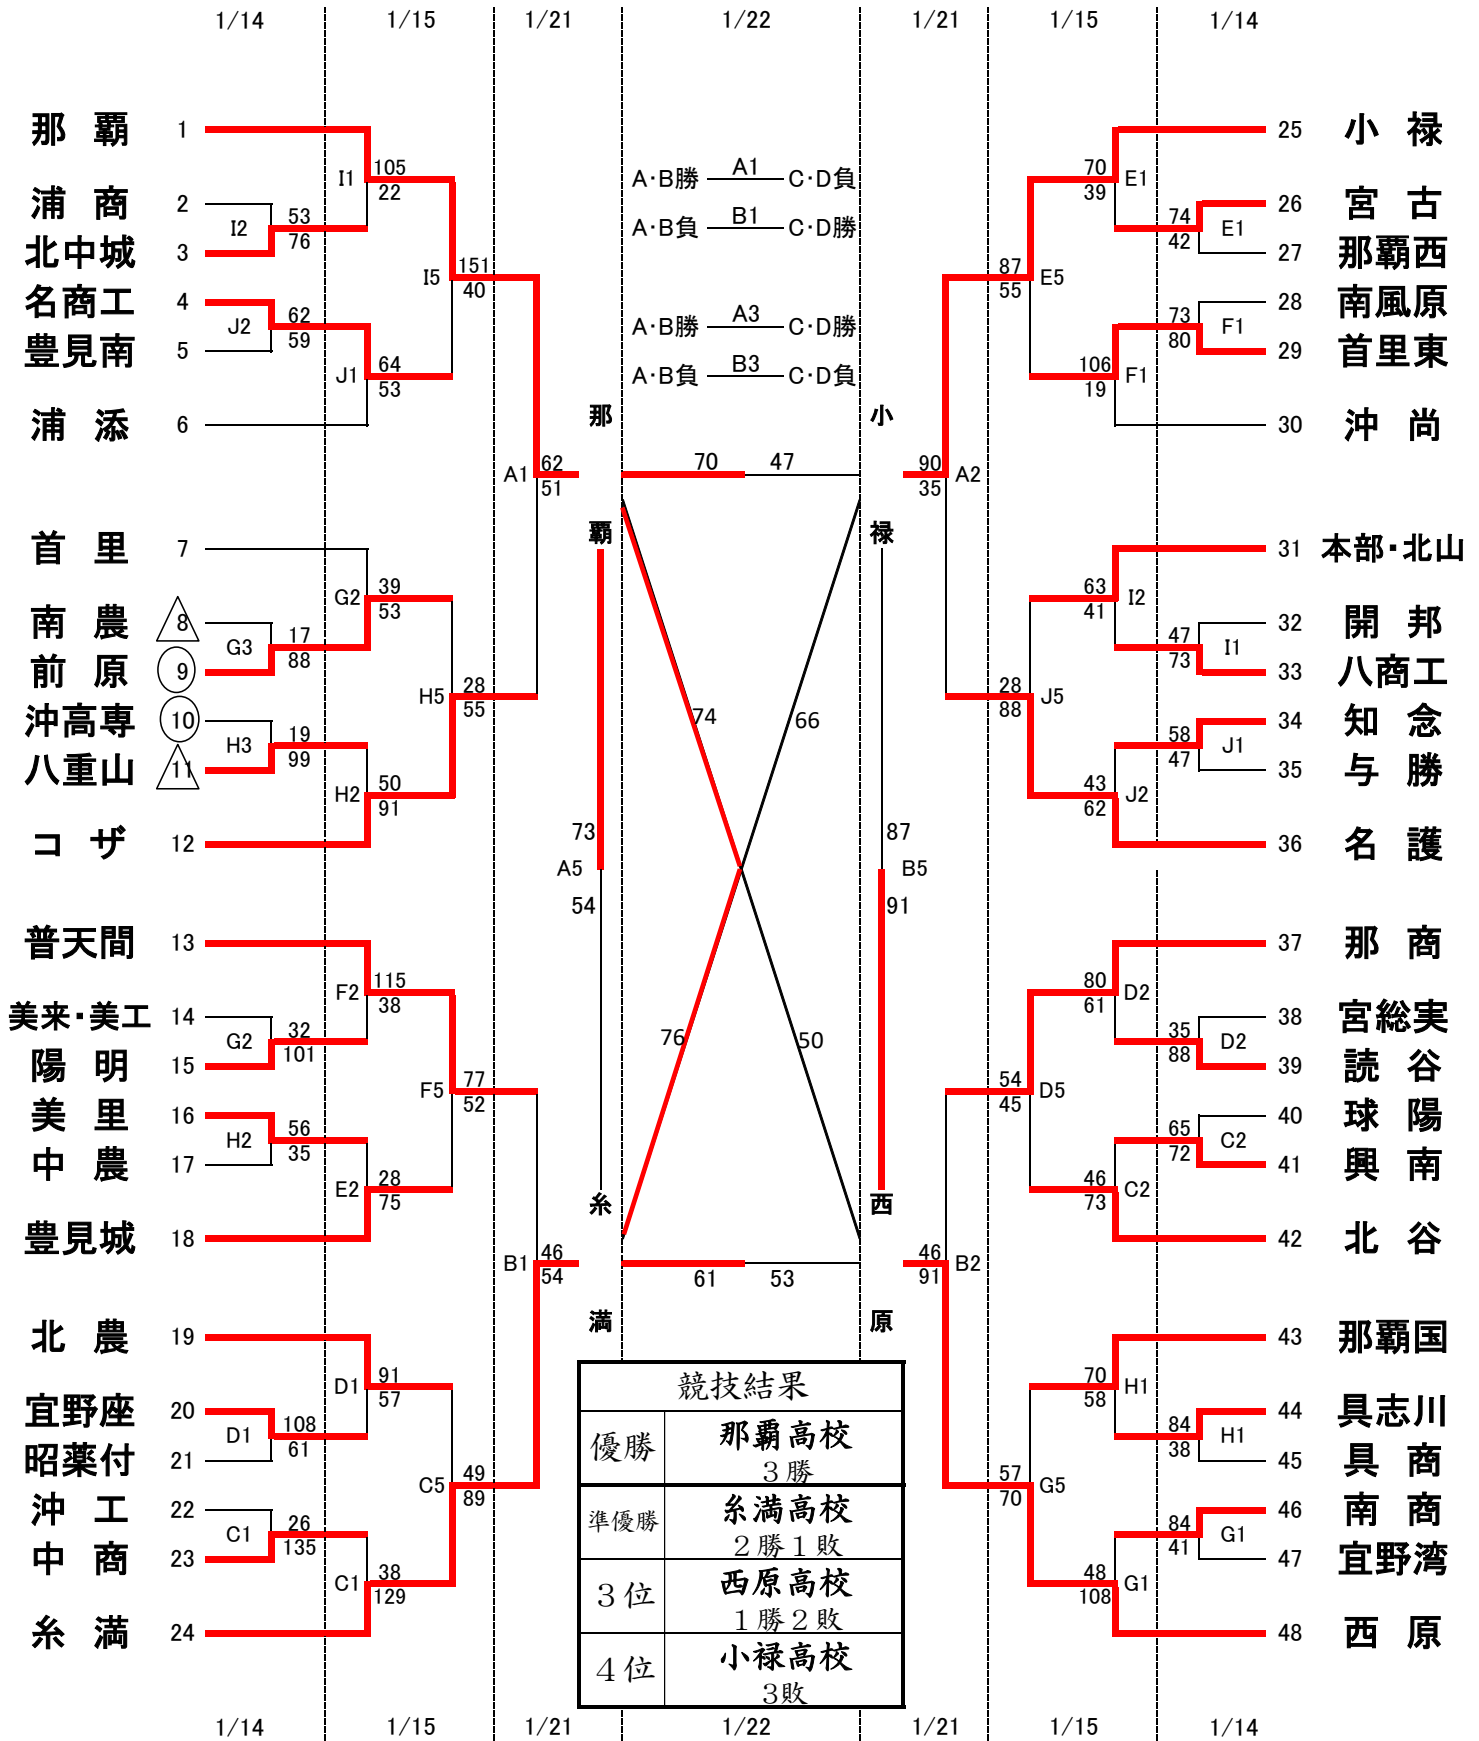 1/14 1/15 1/21 1/22 1/21 1/15 1/14
那 覇 1
I1 105
22
浦 商 2
I2 53
76
北中城 3
I5 151
40
名商工 4
J2 62
59
豊見南 5
J1 64
53
浦 添 6
A1 62
51
首 里 7
G2 39
53
南 農 8
G3 17
88
前 原 9
H5 28
55
沖高専 10
H3 19
99
八重山 11
H2 50
91
コ ザ 12
普天間 13
F2 115
38
美来・美工 14
G2 32
101
陽 明 15
F5 77
52
美 里 16
H2 56
35
中 農 17
E2 28
75
豊見城 18
B1 46
54
北 農 19
D1 91
57
宜野座 20
D1 108
61
昭薬付 21
C5 49
89
沖 工 22
C1 26
135
中 商 23
C1 38
129
糸 満 24
A・B勝 A1 C・D負
A・B負 B1 C・D勝
A・B勝 A3 C・D勝
A・B負 B3 C・D負
那覇
小禄
70 47
74 66
73
A5
54
87
B5
91
76 50
糸満
西原
61 53
競技結果
優勝 那覇高校
3勝
準優勝 糸満高校
2勝1敗
3位 西原高校
1勝2敗
4位 小禄高校
3敗
25 小 禄
70 E1
39
26 宮 古
74 E1
42
27 那覇西
87 E5
55
28 南風原
73 F1
80
29 首里東
106 F1
19
30 沖 尚
90 A2
35
31 本部・北山
63 I2
41
32 開 邦
47 I1
73
33 八商工
28 J5
88
34 知 念
58 J1
47
35 与 勝
43 J2
62
36 名 護
37 那 商
80 D2
61
38 宮総実
35 D2
88
39 読 谷
54 D5
45
40 球 陽
65 C2
72
41 興 南
46 C2
73
42 北 谷
46 B2
91
43 那覇国
70 H1
58
44 具志川
84 H1
38
45 具 商
57 G5
70
46 南 商
84 G1
41
47 宜野湾
48 G1
108
48 西 原
1/14 1/15 1/21 1/22 1/21 1/15 1/14